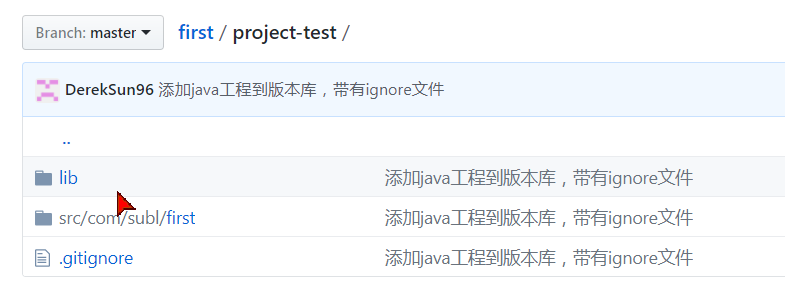 Branch: master first / project-test /
DerekSun96 添加java工程到版本库，带有ignore文件
..
lib 添加java工程到版本库，带有ignore文件
src/com/subl/first 添加java工程到版本库，带有ignore文件
.gitignore 添加java工程到版本库，带有ignore文件